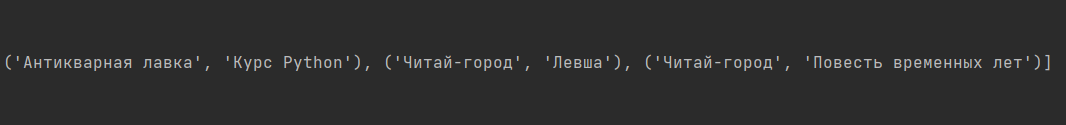 ('Антикварная лавка', 'Курс Python'), ('Читай-город', 'Левша'), ('Читай-город', 'Повесть временных лет')]